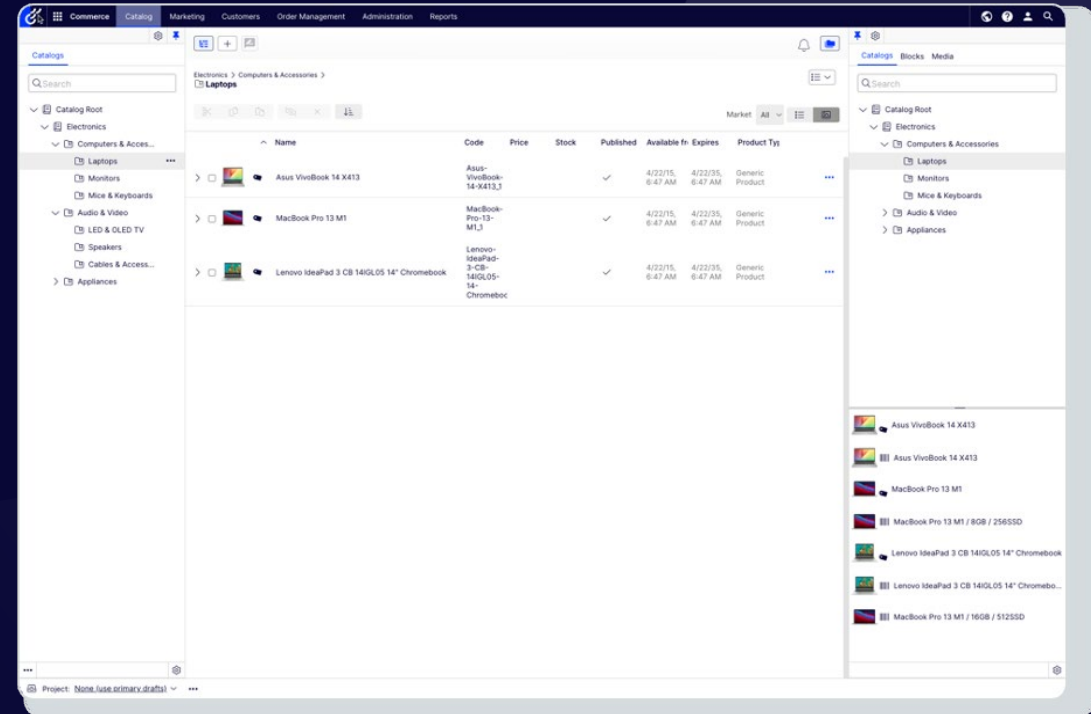 Commerce Catalog Marketing Customers Order Management Administration Reports
Catalogs
Search
Catalog Root
Electronics
Computers & Acces...
Laptops
Monitors
Mice & Keyboards
Audio & Video
LED & OLED TV
Speakers
Cables & Access...
Appliances
Electronics > Computers & Accessories >
Laptops
Market All
Name Code Price Stock Published Available fr Expires Product Typ
Asus VivoBook 14 X413
Asus-
VivoBook-
14-X413_1
4/22/15,
6:47 AM
4/22/35,
6:47 AM
Generic
Product
MacBook Pro 13 M1
MacBook-
Pro-13-
M1_1
4/22/15,
6:47 AM
4/22/35,
6:47 AM
Generic
Product
Lenovo IdeaPad 3 CB 14IGL05 14" Chromebook
Lenovo-
IdeaPad-
3-CB-
14IGL05-
14-
Chromeboc
4/22/15,
6:47 AM
4/22/35,
6:47 AM
Generic
Product
Catalogs Blocks Media
Search
Catalog Root
Electronics
Computers & Accessories
Laptops
Monitors
Mice & Keyboards
Audio & Video
Appliances
Asus VivoBook 14 X413
Asus VivoBook 14 X413
MacBook Pro 13 M1
MacBook Pro 13 M1 / 8GB / 256SSD
Lenovo IdeaPad 3 CB 14IGL05 14" Chromebook
Lenovo IdeaPad 3 CB 14IGL05 14" Chromebo...
MacBook Pro 13 M1 / 16GB / 512SSD
Project: None (use primary drafts)